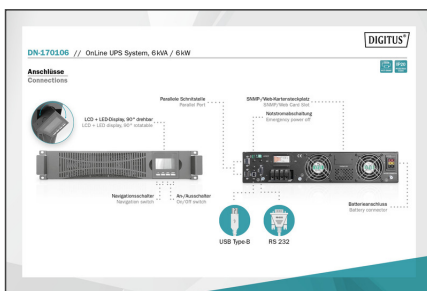 DIGITUS®
DN-170106 // OnLine UPS System, 6kVA / 6kW
Anschlüsse
Connections
LCD + LED-Display, 90° drehbar
LCD + LED display, 90° rotatable
Parallele Schnittstelle
Parallel Port
SNMP/Web-Kartensteckplatz
SNMP/Web Card Slot
Notstromabschaltung
Emergency power off
Navigationsschalter
Navigation switch
An-/Ausschalter
On/Off switch
Batterieanschluss
Battery connector
USB Type-B
RS 232